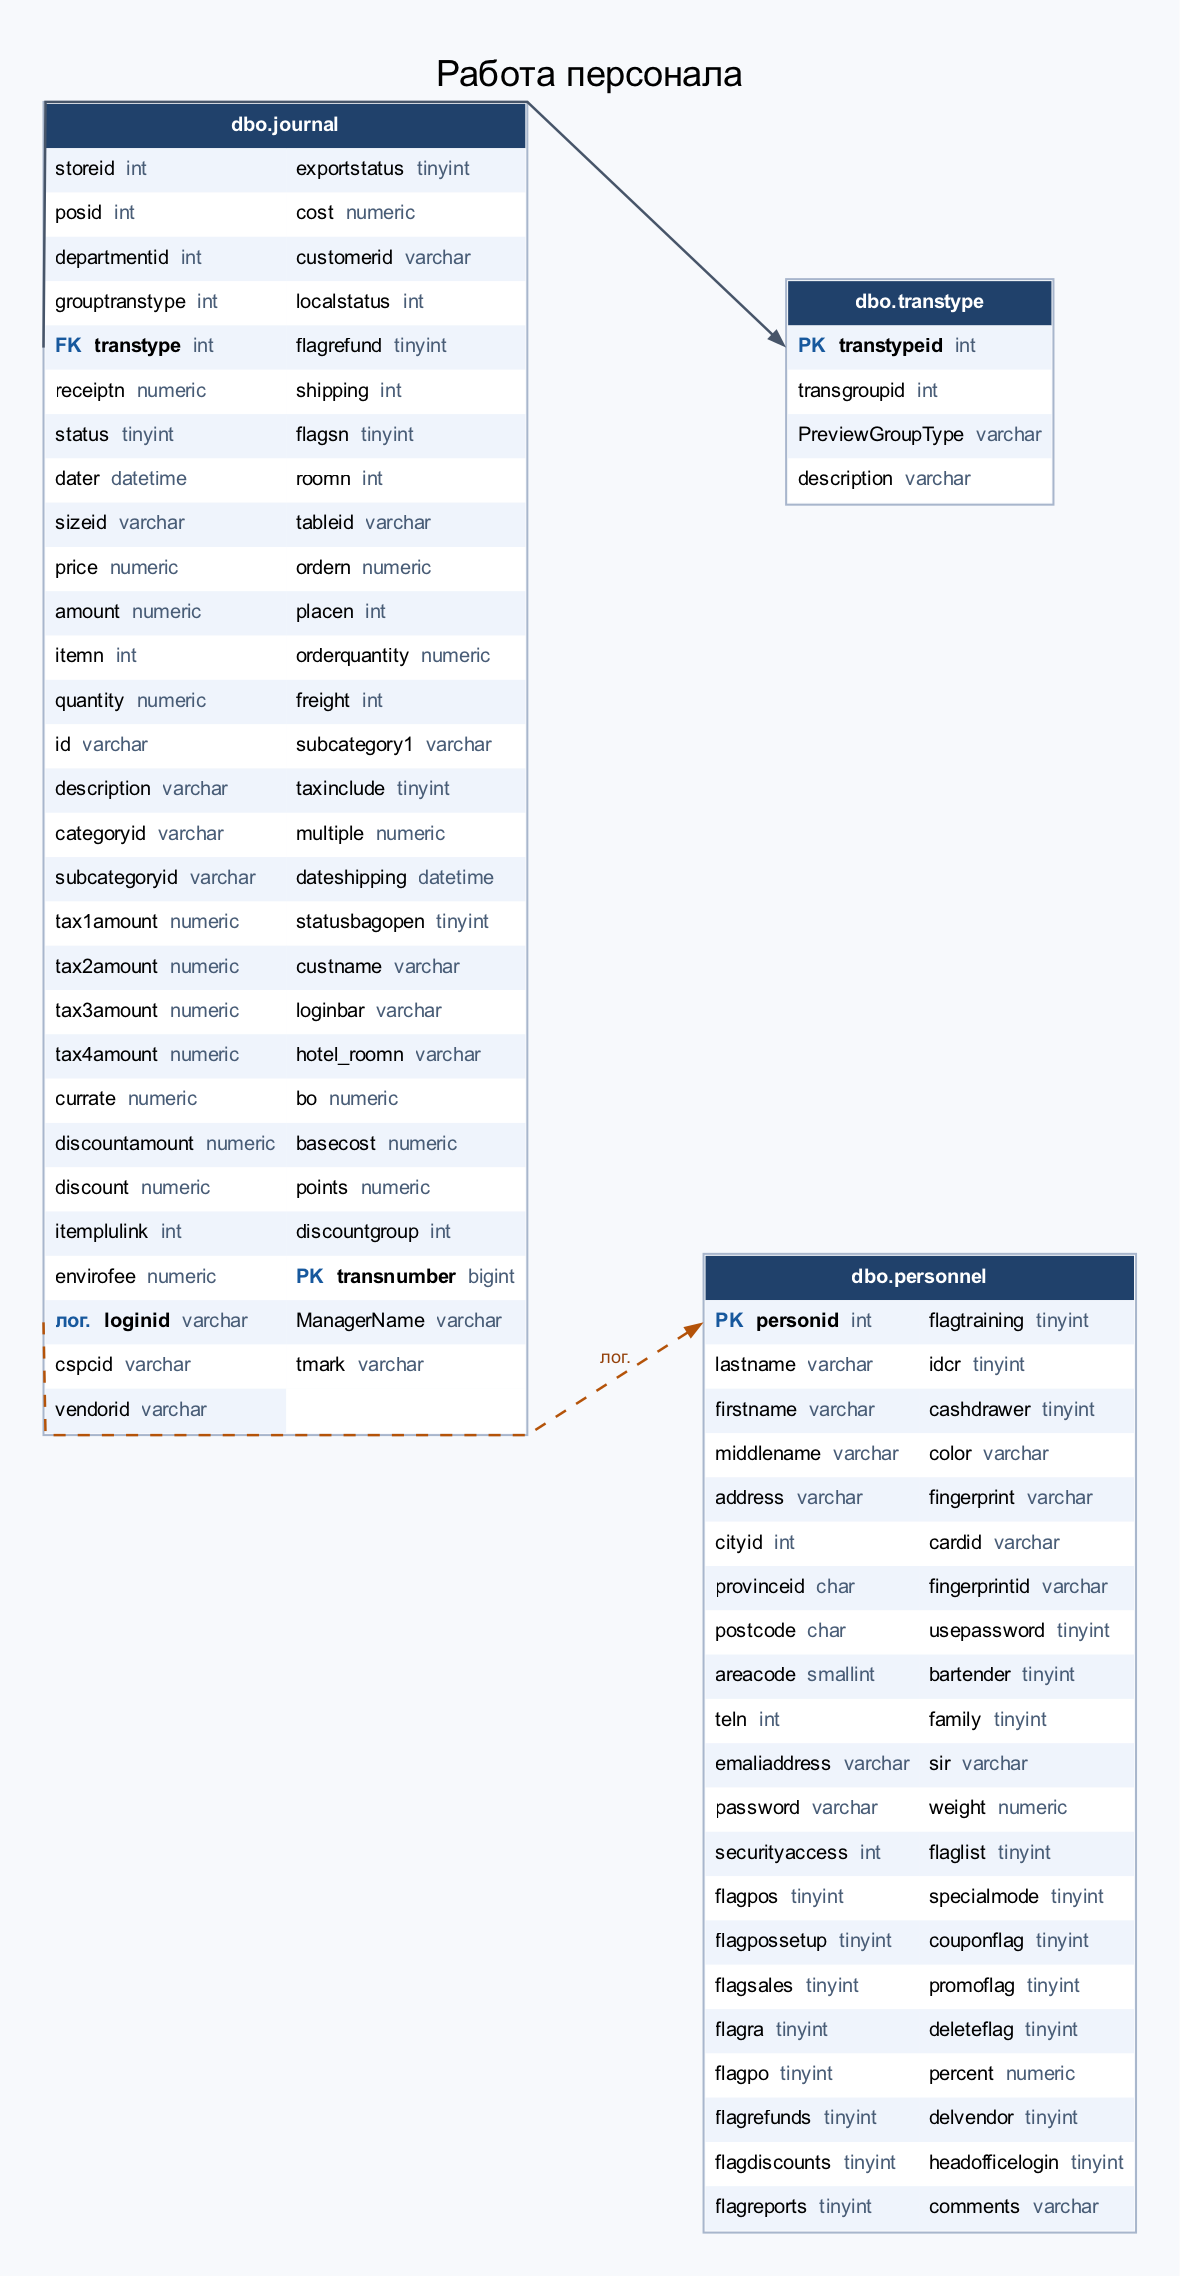 Работа персонала
dbo.journal
storeid int exportstatus tinyint
posid int cost numeric
departmentid int customerid varchar
grouptranstype int localstatus int
FK transtype int flagrefund tinyint
receiptn numeric shipping int
status tinyint flagsn tinyint
dater datetime roomn int
sizeid varchar tableid varchar
price numeric ordern numeric
amount numeric placen int
itemn int orderquantity numeric
quantity numeric freight int
id varchar subcategory1 varchar
description varchar taxinclude tinyint
categoryid varchar multiple numeric
subcategoryid varchar dateshipping datetime
tax1amount numeric statusbagopen tinyint
tax2amount numeric custname varchar
tax3amount numeric loginbar varchar
tax4amount numeric hotel_roomn varchar
currate numeric bo numeric
discountamount numeric basecost numeric
discount numeric points numeric
itemplulink int discountgroup int
envirofee numeric PK transnumber bigint
лог. loginid varchar ManagerName varchar
cspcid varchar tmark varchar
vendorid varchar
dbo.transtype
PK transtypeid int
transgroupid int
PreviewGroupType varchar
description varchar
лог.
dbo.personnel
PK personid int flagtraining tinyint
lastname varchar idcr tinyint
firstname varchar cashdrawer tinyint
middlename varchar color varchar
address varchar fingerprint varchar
cityid int cardid varchar
provinceid char fingerprintid varchar
postcode char usepassword tinyint
areacode smallint bartender tinyint
teln int family tinyint
emaliaddress varchar sir varchar
password varchar weight numeric
securityaccess int flaglist tinyint
flagpos tinyint specialmode tinyint
flagpossetup tinyint couponflag tinyint
flagsales tinyint promoflag tinyint
flagra tinyint deleteflag tinyint
flagpo tinyint percent numeric
flagrefunds tinyint delvendor tinyint
flagdiscounts tinyint headofficelogin tinyint
flagreports tinyint comments varchar